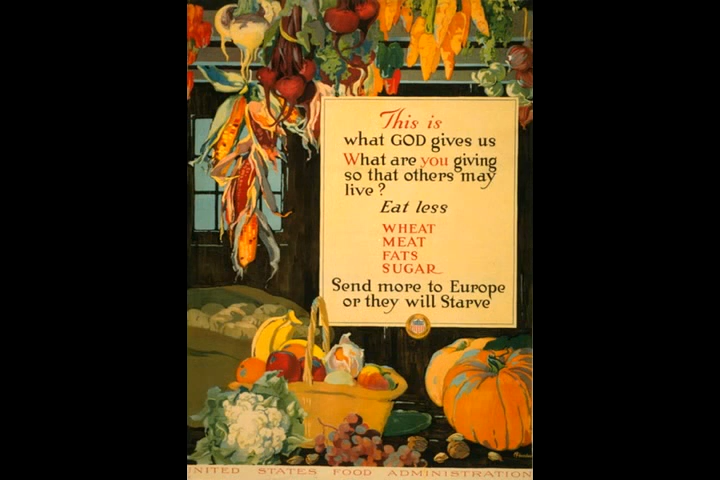 This is
what GOD gives us
What are you giving
so that others may
live?
Eat less
WHEAT
MEAT
FATS
SUGAR
Send more to Europe
or they will Starve
UNITED STATES FOOD ADMINISTRATION